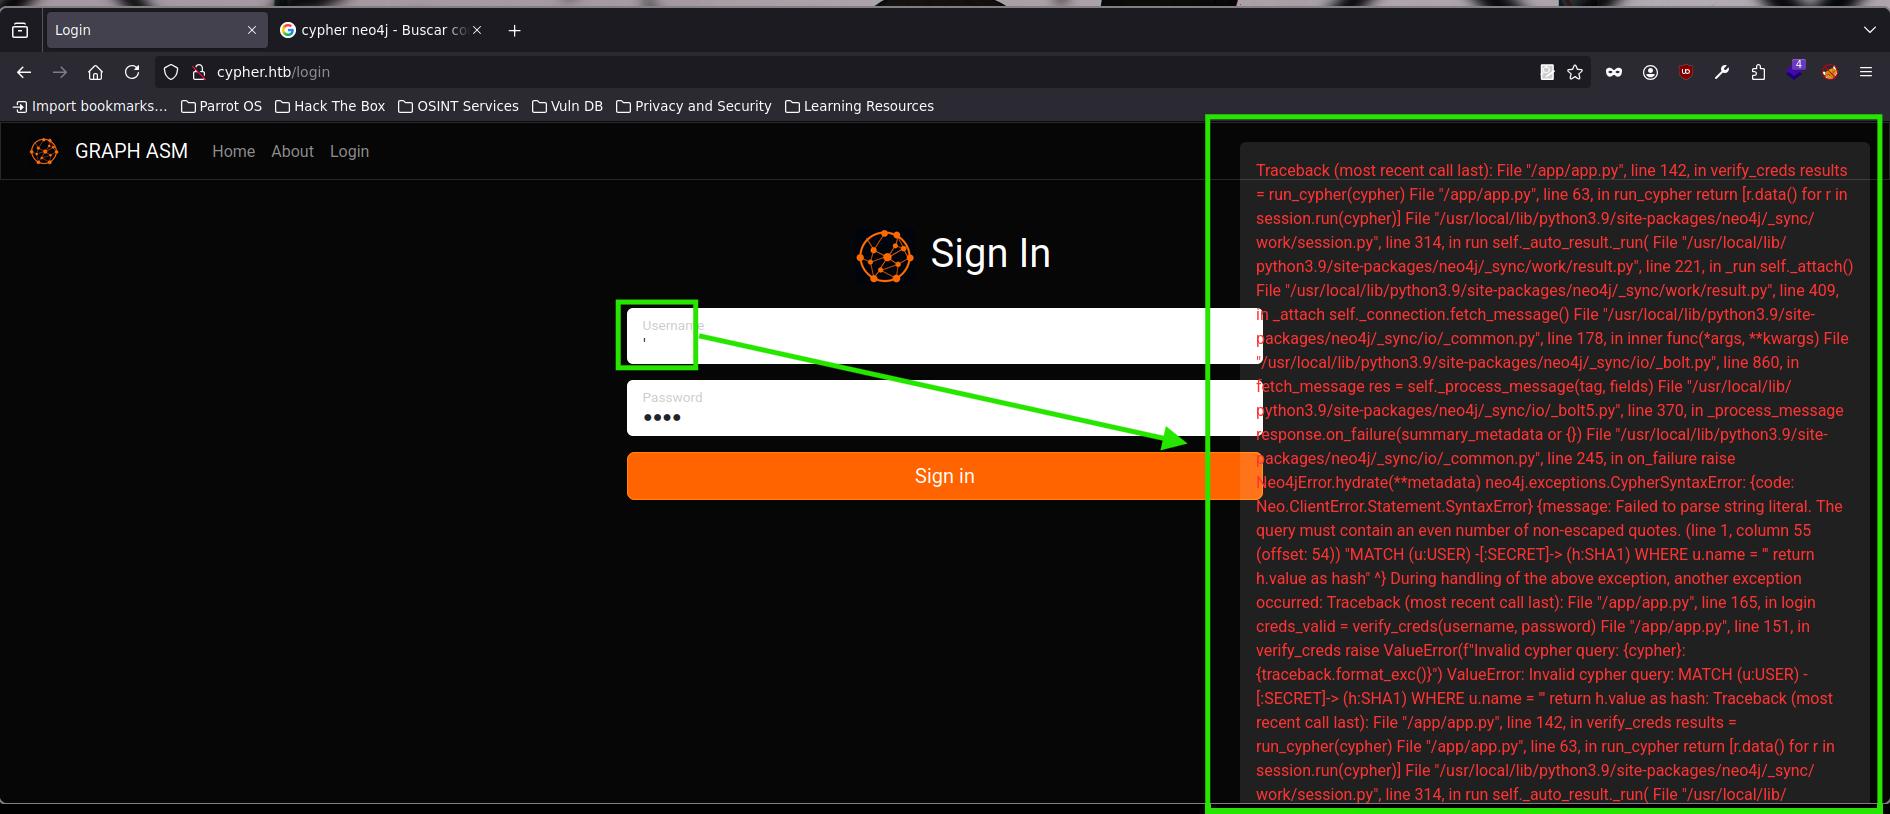 Login
cypher neo4j - Buscar co
cypher.htb/login
4
Import bookmarks...
Parrot OS
Hack The Box
OSINT Services
Vuln DB
Privacy and Security
Learning Resources
GRAPH ASM
Home
About
Login
Sign In
Username
'
Password
••••
Sign in
Traceback (most recent call last): File "/app/app.py", line 142, in verify_creds results
= run_cypher(cypher) File "/app/app.py", line 63, in run_cypher return [r.data() for r in
session.run(cypher)] File "/usr/local/lib/python3.9/site-packages/neo4j/_sync/
work/session.py", line 314, in run self._auto_result._run( File "/usr/local/lib/
python3.9/site-packages/neo4j/_sync/work/result.py", line 221, in _run self._attach()
File "/usr/local/lib/python3.9/site-packages/neo4j/_sync/work/result.py", line 409,
in _attach self._connection.fetch_message() File "/usr/local/lib/python3.9/site-
packages/neo4j/_sync/io/_common.py", line 178, in inner func(*args, **kwargs) File
"/usr/local/lib/python3.9/site-packages/neo4j/_sync/io/_bolt.py", line 860, in
fetch_message res = self._process_message(tag, fields) File "/usr/local/lib/
python3.9/site-packages/neo4j/_sync/io/_bolt5.py", line 370, in _process_message
response.on_failure(summary_metadata or {}) File "/usr/local/lib/python3.9/site-
packages/neo4j/_sync/io/_common.py", line 245, in on_failure raise
Neo4jError.hydrate(**metadata) neo4j.exceptions.CypherSyntaxError: {code:
Neo.ClientError.Statement.SyntaxError} {message: Failed to parse string literal. The
query must contain an even number of non-escaped quotes. (line 1, column 55
(offset: 54)) "MATCH (u:USER) -[:SECRET]-> (h:SHA1) WHERE u.name = ''' return
h.value as hash" ^} During handling of the above exception, another exception
occurred: Traceback (most recent call last): File "/app/app.py", line 165, in login
creds_valid = verify_creds(username, password) File "/app/app.py", line 151, in
verify_creds raise ValueError(f"Invalid cypher query: {cypher}:
{traceback.format_exc()}") ValueError: Invalid cypher query: MATCH (u:USER) -
[:SECRET]-> (h:SHA1) WHERE u.name = ''' return h.value as hash: Traceback (most
recent call last): File "/app/app.py", line 142, in verify_creds results =
run_cypher(cypher) File "/app/app.py", line 63, in run_cypher return [r.data() for r in
session.run(cypher)] File "/usr/local/lib/python3.9/site-packages/neo4j/_sync/
work/session.py", line 314, in run self._auto_result._run( File "/usr/local/lib/